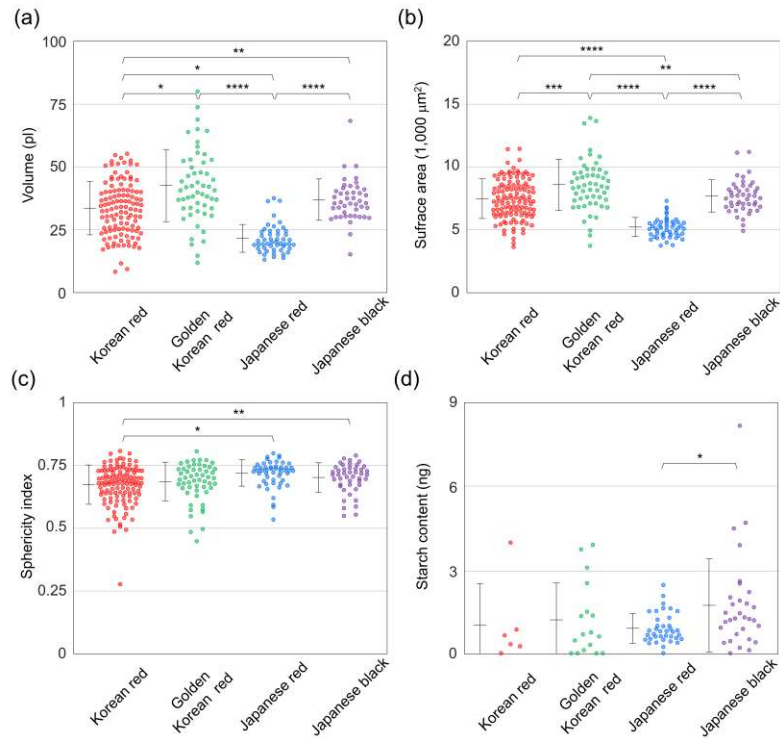 (a)
Volume (pl)
100
75
50
25
0
**
*
*
****
****
Korean red
Golden
Korean red
Japanese red
Japanese black
(b)
Sufrace area (1,000 μm²)
20
15
10
5
0
****
**
***
****
****
Korean red
Golden
Korean red
Japanese red
Japanese black
(c)
Sphericity index
1
0.75
0.5
0.25
0
**
*
Korean red
Golden
Korean red
Japanese red
Japanese black
(d)
Starch content (ng)
9
6
3
0
*
Korean red
Golden
Korean red
Japanese red
Japanese black